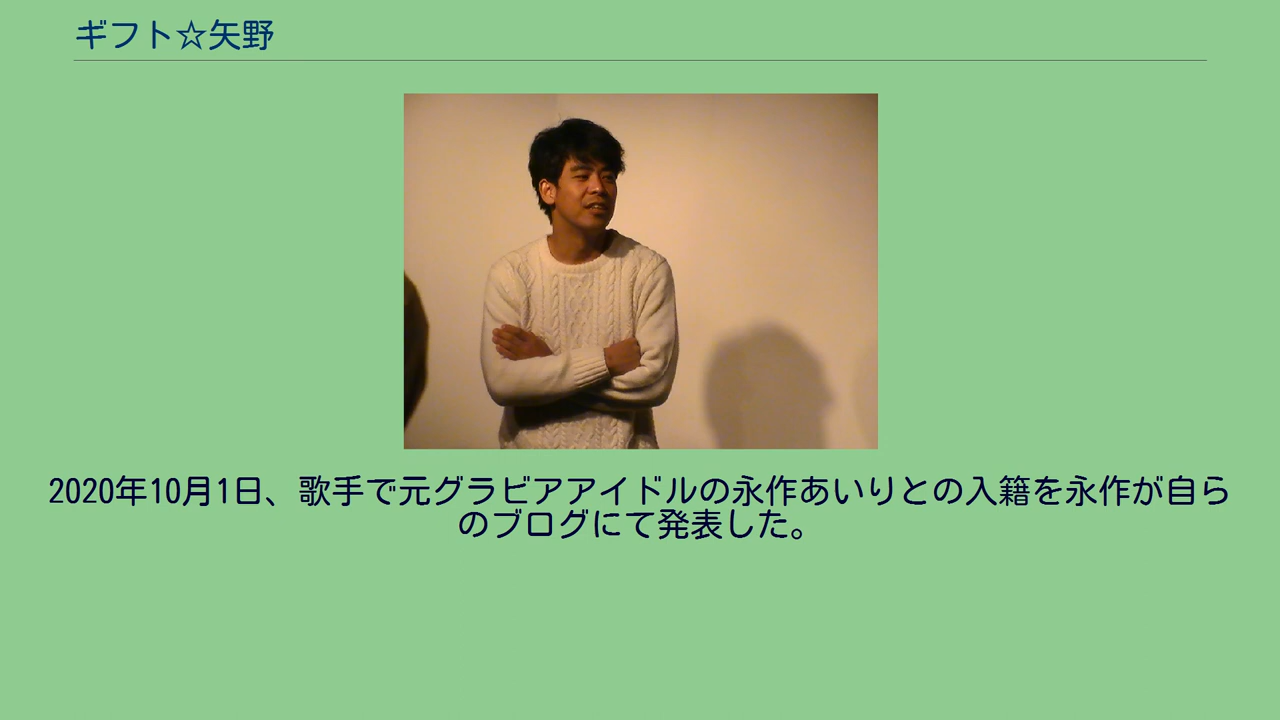 ギフト☆矢野
2020年10月1日、歌手で元グラビアアイドルの永作あいりとの入籍を永作が自ら
のブログにて発表した。